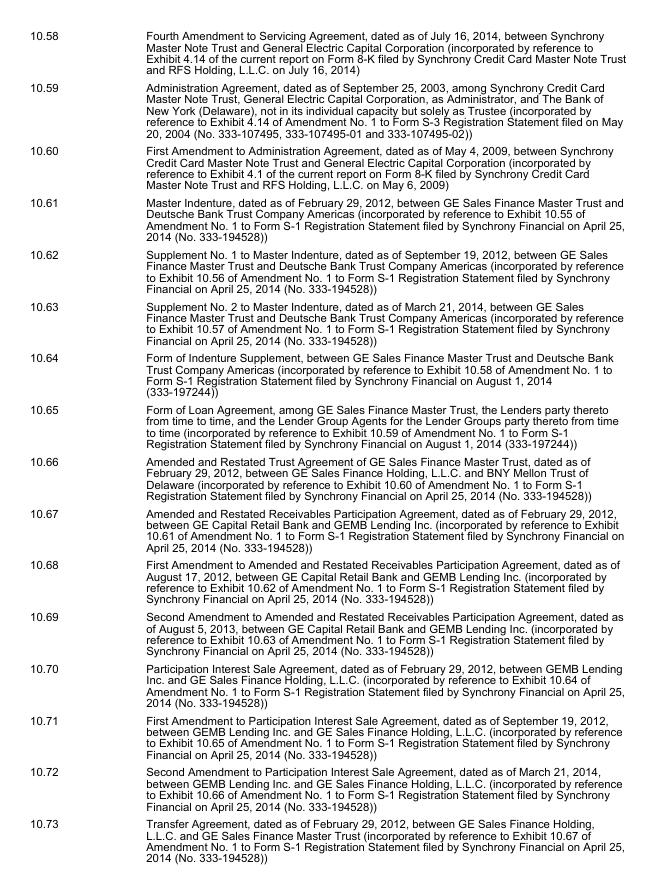 10.58 Fourth Amendment to Servicing Agreement, dated as of July 16, 2014, between Synchrony
Master Note Trust and General Electric Capital Corporation (incorporated by reference to
Exhibit 4.14 of the current report on Form 8-K filed by Synchrony Credit Card Master Note Trust
and RFS Holding, L.L.C. on July 16, 2014)
10.59 Administration Agreement, dated as of September 25, 2003, among Synchrony Credit Card
Master Note Trust, General Electric Capital Corporation, as Administrator, and The Bank of
New York (Delaware), not in its individual capacity but solely as Trustee (incorporated by
reference to Exhibit 4.14 of Amendment No. 1 to Form S-3 Registration Statement filed on May
20, 2004 (No. 333-107495, 333-107495-01 and 333-107495-02))
10.60 First Amendment to Administration Agreement, dated as of May 4, 2009, between Synchrony
Credit Card Master Note Trust and General Electric Capital Corporation (incorporated by
reference to Exhibit 4.1 of the current report on Form 8-K filed by Synchrony Credit Card
Master Note Trust and RFS Holding, L.L.C. on May 6, 2009)
10.61 Master Indenture, dated as of February 29, 2012, between GE Sales Finance Master Trust and
Deutsche Bank Trust Company Americas (incorporated by reference to Exhibit 10.55 of
Amendment No. 1 to Form S-1 Registration Statement filed by Synchrony Financial on April 25,
2014 (No. 333-194528))
10.62 Supplement No. 1 to Master Indenture, dated as of September 19, 2012, between GE Sales
Finance Master Trust and Deutsche Bank Trust Company Americas (incorporated by reference
to Exhibit 10.56 of Amendment No. 1 to Form S-1 Registration Statement filed by Synchrony
Financial on April 25, 2014 (No. 333-194528))
10.63 Supplement No. 2 to Master Indenture, dated as of March 21, 2014, between GE Sales
Finance Master Trust and Deutsche Bank Trust Company Americas (incorporated by reference
to Exhibit 10.57 of Amendment No. 1 to Form S-1 Registration Statement filed by Synchrony
Financial on April 25, 2014 (No. 333-194528))
10.64 Form of Indenture Supplement, between GE Sales Finance Master Trust and Deutsche Bank
Trust Company Americas (incorporated by reference to Exhibit 10.58 of Amendment No. 1 to
Form S-1 Registration Statement filed by Synchrony Financial on August 1, 2014
(333-197244))
10.65 Form of Loan Agreement, among GE Sales Finance Master Trust, the Lenders party thereto
from time to time, and the Lender Group Agents for the Lender Groups party thereto from time
to time (incorporated by reference to Exhibit 10.59 of Amendment No. 1 to Form S-1
Registration Statement filed by Synchrony Financial on August 1, 2014 (333-197244))
10.66 Amended and Restated Trust Agreement of GE Sales Finance Master Trust, dated as of
February 29, 2012, between GE Sales Finance Holding, L.L.C. and BNY Mellon Trust of
Delaware (incorporated by reference to Exhibit 10.60 of Amendment No. 1 to Form S-1
Registration Statement filed by Synchrony Financial on April 25, 2014 (No. 333-194528))
10.67 Amended and Restated Receivables Participation Agreement, dated as of February 29, 2012,
between GE Capital Retail Bank and GEMB Lending Inc. (incorporated by reference to Exhibit
10.61 of Amendment No. 1 to Form S-1 Registration Statement filed by Synchrony Financial on
April 25, 2014 (No. 333-194528))
10.68 First Amendment to Amended and Restated Receivables Participation Agreement, dated as of
August 17, 2012, between GE Capital Retail Bank and GEMB Lending Inc. (incorporated by
reference to Exhibit 10.62 of Amendment No. 1 to Form S-1 Registration Statement filed by
Synchrony Financial on April 25, 2014 (No. 333-194528))
10.69 Second Amendment to Amended and Restated Receivables Participation Agreement, dated as
of August 5, 2013, between GE Capital Retail Bank and GEMB Lending Inc. (incorporated by
reference to Exhibit 10.63 of Amendment No. 1 to Form S-1 Registration Statement filed by
Synchrony Financial on April 25, 2014 (No. 333-194528))
10.70 Participation Interest Sale Agreement, dated as of February 29, 2012, between GEMB Lending
Inc. and GE Sales Finance Holding, L.L.C. (incorporated by reference to Exhibit 10.64 of
Amendment No. 1 to Form S-1 Registration Statement filed by Synchrony Financial on April 25,
2014 (No. 333-194528))
10.71 First Amendment to Participation Interest Sale Agreement, dated as of September 19, 2012,
between GEMB Lending Inc. and GE Sales Finance Holding, L.L.C. (incorporated by reference
to Exhibit 10.65 of Amendment No. 1 to Form S-1 Registration Statement filed by Synchrony
Financial on April 25, 2014 (No. 333-194528))
10.72 Second Amendment to Participation Interest Sale Agreement, dated as of March 21, 2014,
between GEMB Lending Inc. and GE Sales Finance Holding, L.L.C. (incorporated by reference
to Exhibit 10.66 of Amendment No. 1 to Form S-1 Registration Statement filed by Synchrony
Financial on April 25, 2014 (No. 333-194528))
10.73 Transfer Agreement, dated as of February 29, 2012, between GE Sales Finance Holding,
L.L.C. and GE Sales Finance Master Trust (incorporated by reference to Exhibit 10.67 of
Amendment No. 1 to Form S-1 Registration Statement filed by Synchrony Financial on April 25,
2014 (No. 333-194528))